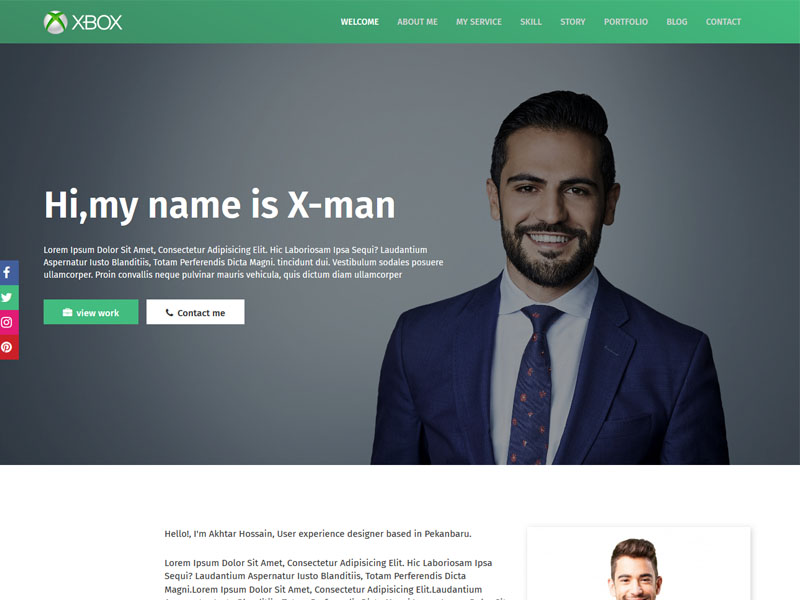 XBOX
WELCOME ABOUT ME MY SERVICE SKILL STORY PORTFOLIO BLOG CONTACT
Hi,my name is X-man
Lorem Ipsum Dolor Sit Amet, Consectetur Adipisicing Elit. Hic Laboriosam Ipsa Sequi? Laudantium
Aspernatur Iusto Blanditiis, Totam Perferendis Dicta Magni. tincidunt dui. Vestibulum sodales posuere
ullamcorper. Proin convallis neque pulvinar mauris vehicula, quis dictum diam ullamcorper
view work Contact me
Hello!, I'm Akhtar Hossain, User experience designer based in Pekanbaru.
Lorem Ipsum Dolor Sit Amet, Consectetur Adipisicing Elit. Hic Laboriosam Ipsa
Sequi? Laudantium Aspernatur Iusto Blanditiis, Totam Perferendis Dicta
Magni.Lorem Ipsum Dolor Sit Amet, Consectetur Adipisicing Elit.Laudantium